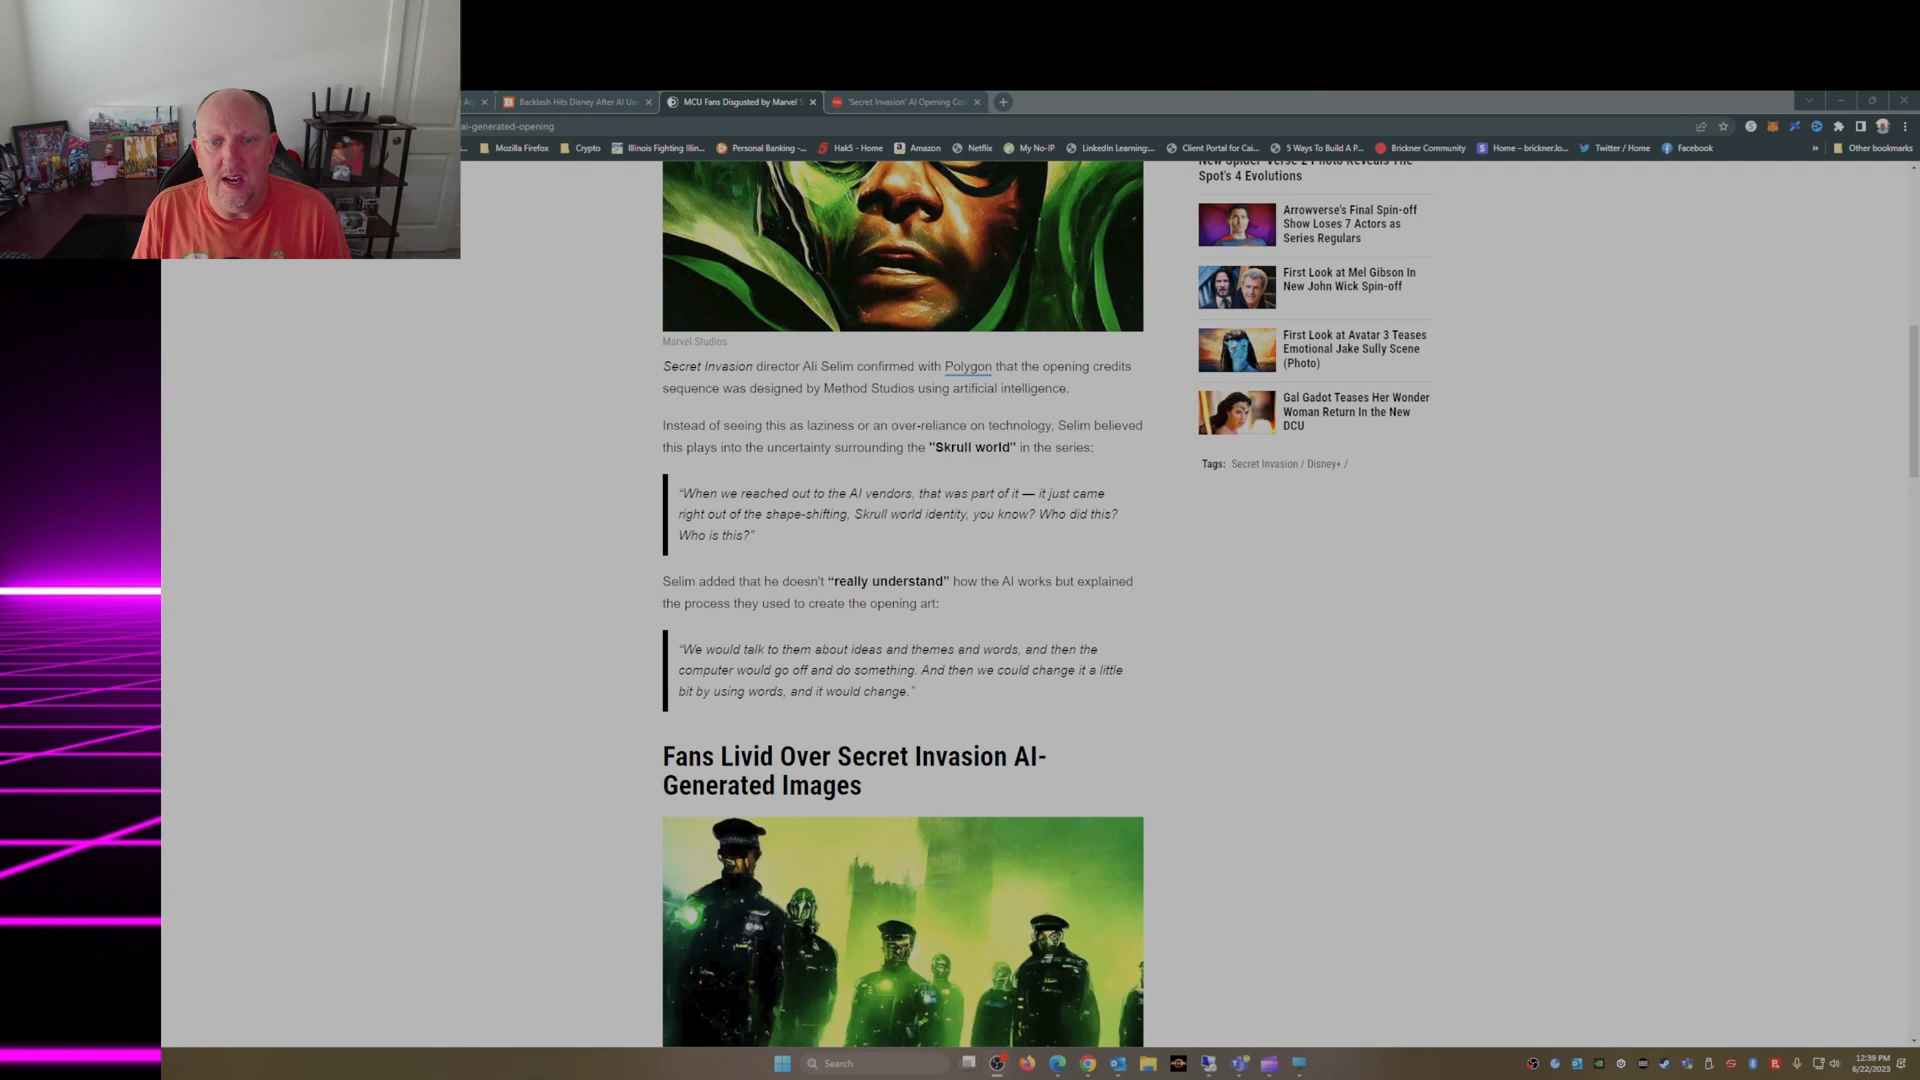 Backlash Hits Disney After AI Us
MCU Fans Disgusted by Marvel S
'Secret Invasion' AI Opening Cre
ai-generated-opening
Mozilla Firefox
Crypto
Illinois Fighting Illin...
Personal Banking -...
Hak5 - Home
Amazon
Netflix
My No-IP
LinkedIn Learning:...
Client Portal for Cai...
5 Ways To Build A P...
Brickner Community
Home – brickner.lo...
Twitter / Home
Facebook
»
Other bookmarks
Marvel Studios
Secret Invasion director Ali Selim confirmed with Polygon that the opening credits
sequence was designed by Method Studios using artificial intelligence.
Instead of seeing this as laziness or an over-reliance on technology, Selim believed
this plays into the uncertainty surrounding the "Skrull world" in the series:
“When we reached out to the AI vendors, that was part of it — it just came
right out of the shape-shifting, Skrull world identity, you know? Who did this?
Who is this?”
Selim added that he doesn't “really understand” how the AI works but explained
the process they used to create the opening art:
“We would talk to them about ideas and themes and words, and then the
computer would go off and do something. And then we could change it a little
bit by using words, and it would change.”
Fans Livid Over Secret Invasion AI-
Generated Images
New Spider-Verse 2 Photo Reveals The
Spot's 4 Evolutions
Arrowverse's Final Spin-off
Show Loses 7 Actors as
Series Regulars
First Look at Mel Gibson In
New John Wick Spin-off
First Look at Avatar 3 Teases
Emotional Jake Sully Scene
(Photo)
Gal Gadot Teases Her Wonder
Woman Return In the New
DCU
Tags: Secret Invasion / Disney+ /
Search
12:39 PM
6/22/2023